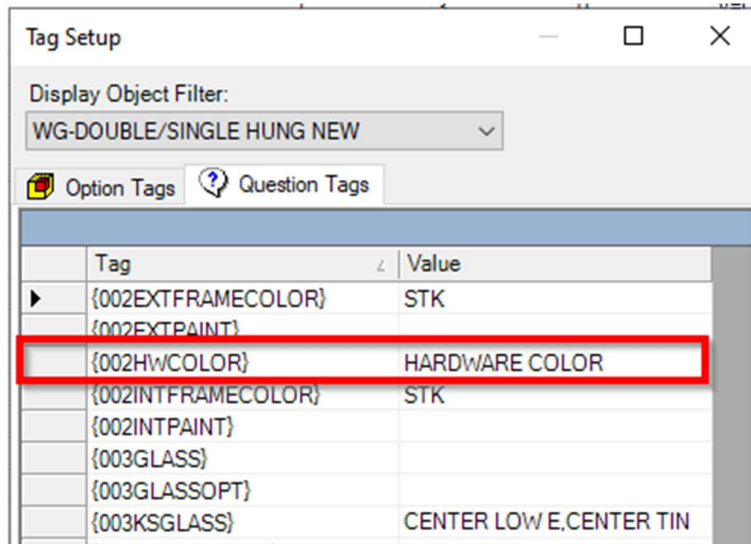 Tag Setup
Display Object Filter:
WG-DOUBLE/SINGLE HUNG NEW
Option Tags Question Tags
Tag Value
{002EXTFRAMECOLOR} STK
{002EXTPAINT}
{002HWCOLOR} HARDWARE COLOR
{002INTFRAMECOLOR} STK
{002INTPAINT}
{003GLASS}
{003GLASSOPT}
{003KSGLASS} CENTER LOW E,CENTER TIN